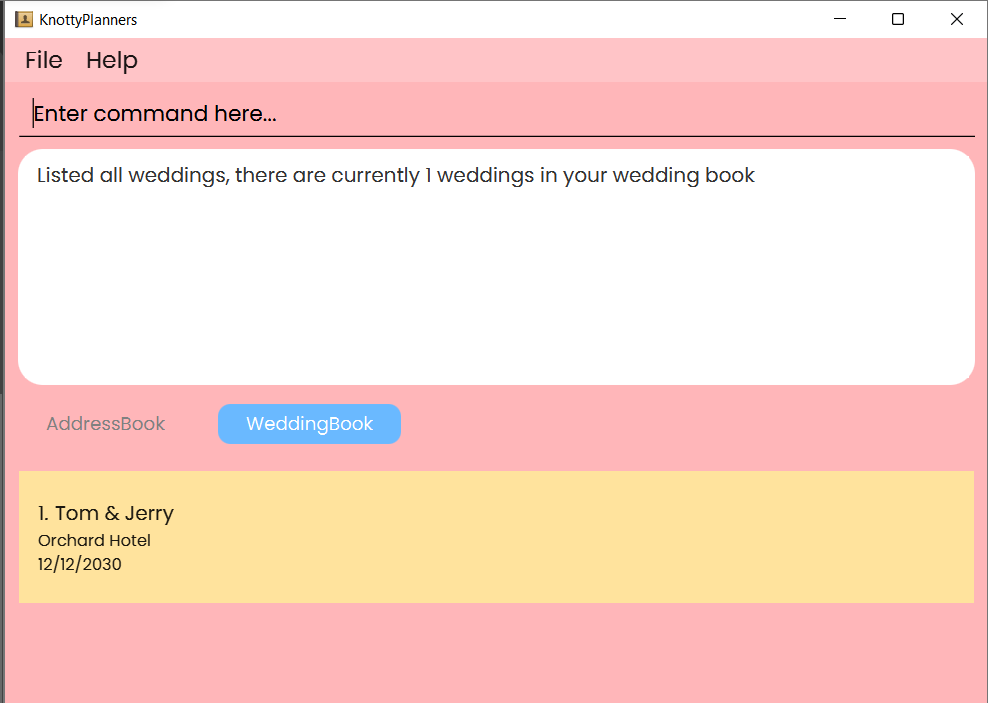 KnottyPlanners
File Help
Enter command here...
Listed all weddings, there are currently 1 weddings in your wedding book
AddressBook WeddingBook
1. Tom & Jerry
Orchard Hotel
12/12/2030